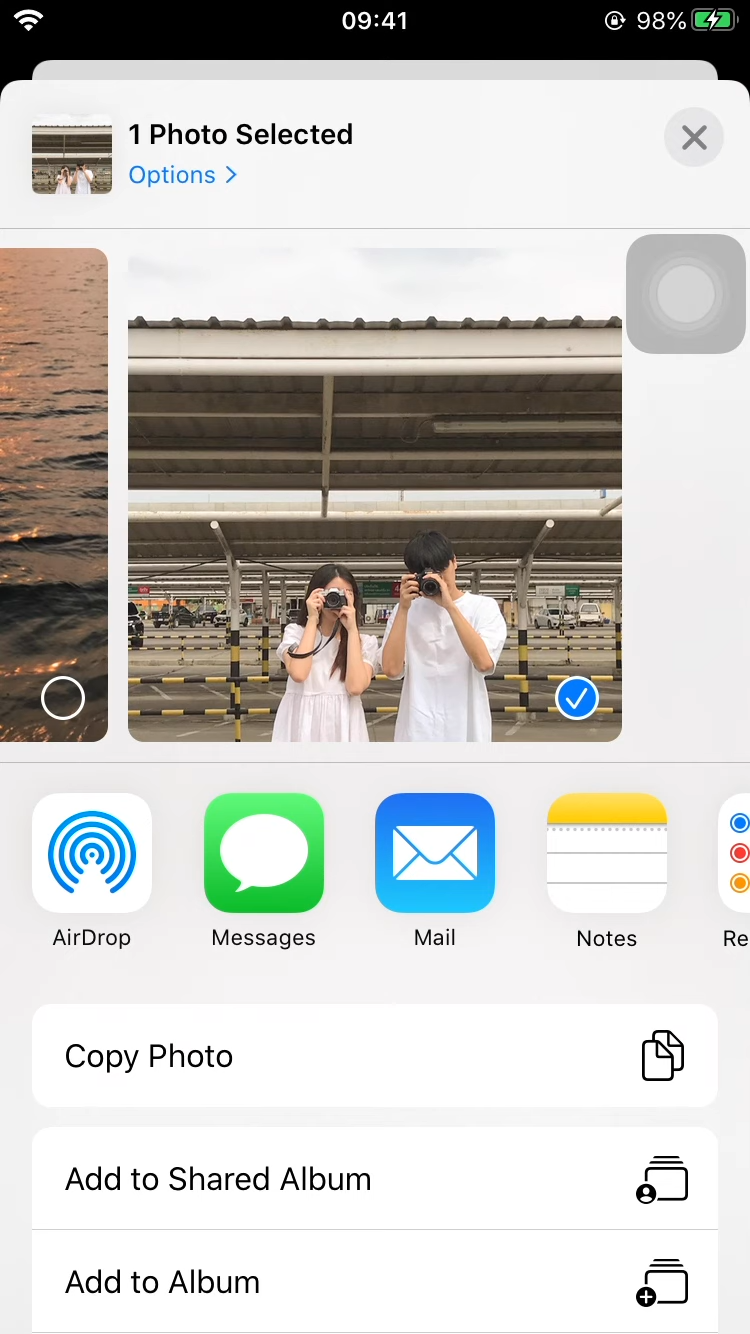 09:41
98%
1 Photo Selected
Options >
AirDrop
Messages
Mail
Notes
Re
Copy Photo
Add to Shared Album
Add to Album